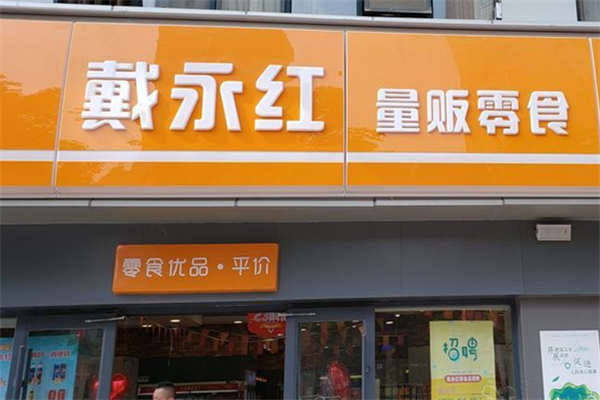 戴永红 量贩零食
零食优品·平价
招聘